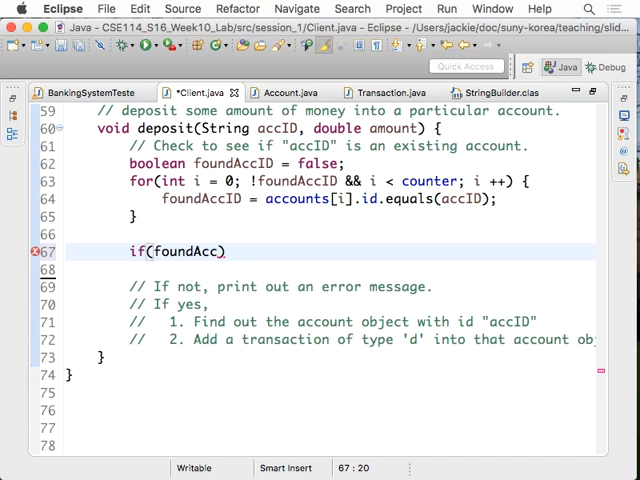 Eclipse File Edit Source Refactor Navigate Search Project Run Window Help
Java - CSE114_S16_Week10_Lab/src/session_1/Client.java - Eclipse - /Users/jackie/doc/suny-korea/teaching/slid
Quick Access Java Debug
BankingSystemTeste *Client.java Account.java Transaction.java StringBuilder.clas
59 // deposit some amount of money into a particular account.
60 void deposit(String accID, double amount) {
61 // Check to see if "accID" is an existing account.
62 boolean foundAccID = false;
63 for(int i = 0; !foundAccID && i < counter; i ++) {
64 foundAccID = accounts[i].id.equals(accID);
65 }
66
67 if(foundAcc)
68
69 // If not, print out an error message.
70 // If yes,
71 // 1. Find out the account object with id "accID"
72 // 2. Add a transaction of type 'd' into that account obj
73 }
74 }
75
76
77
78
Writable Smart Insert 67 : 20